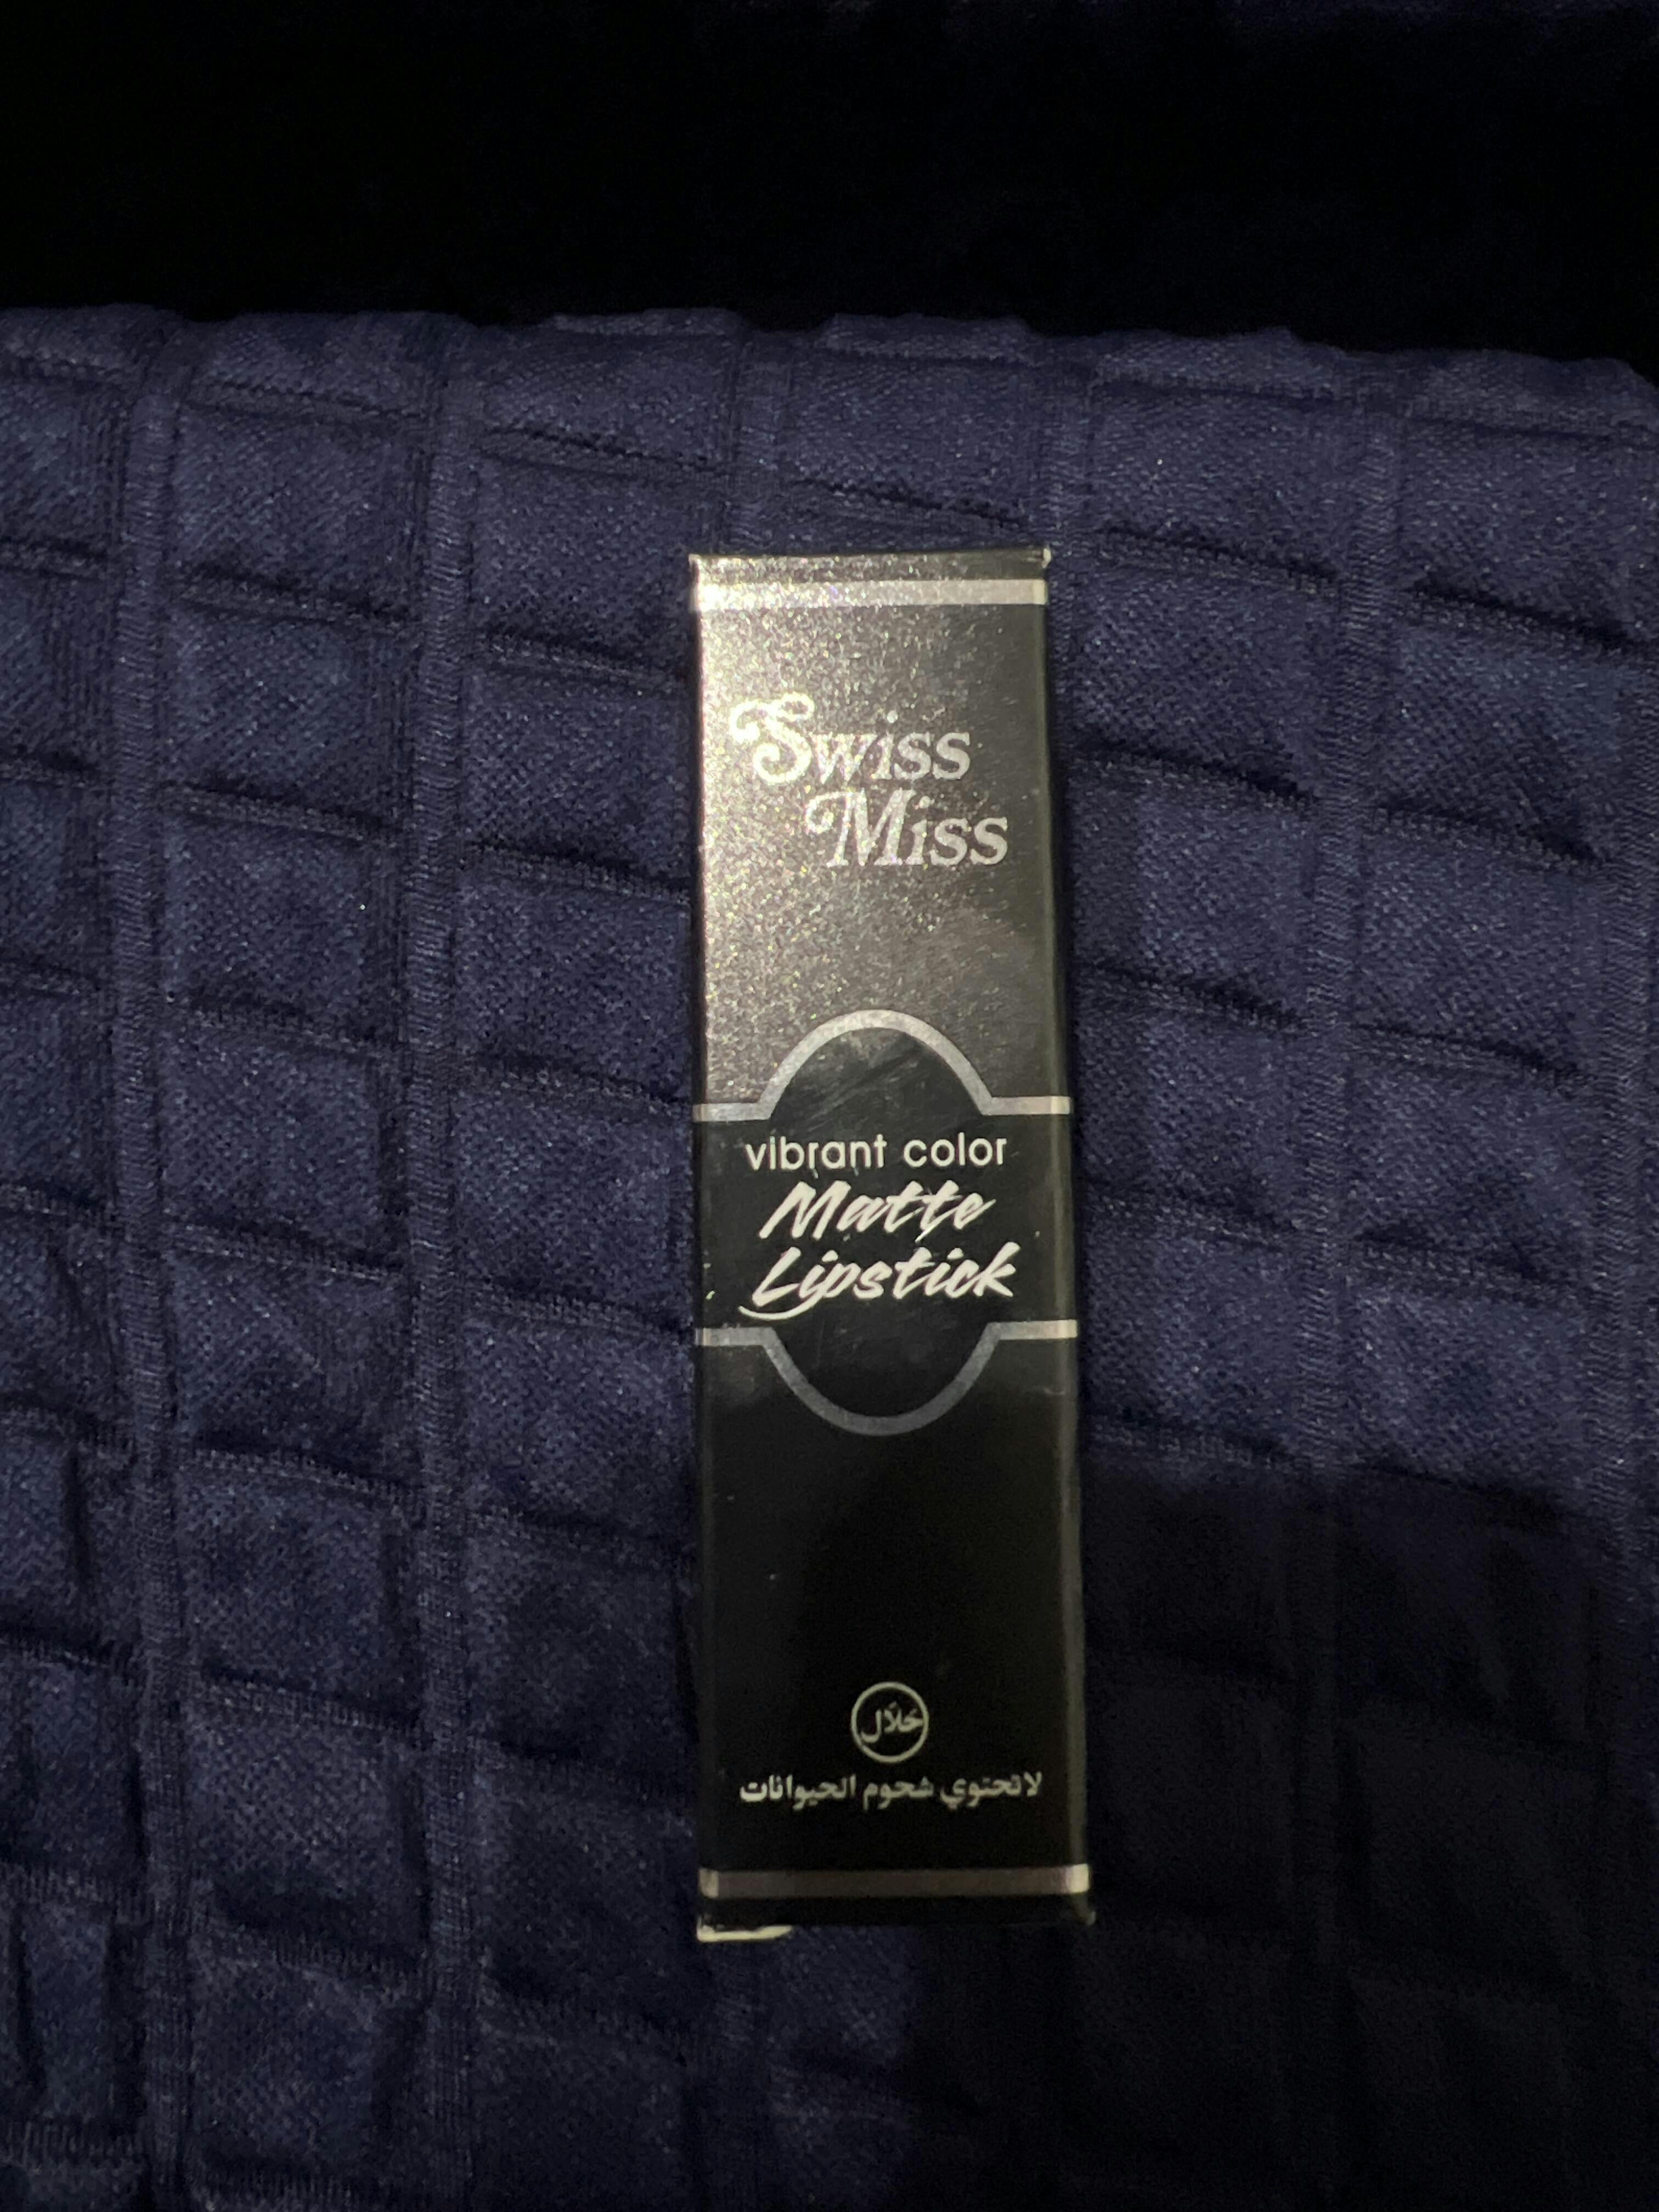 Swiss
Miss
vibrant color
Matte
Lipstick
حلال
لاتحتوي شحوم الحيوانات